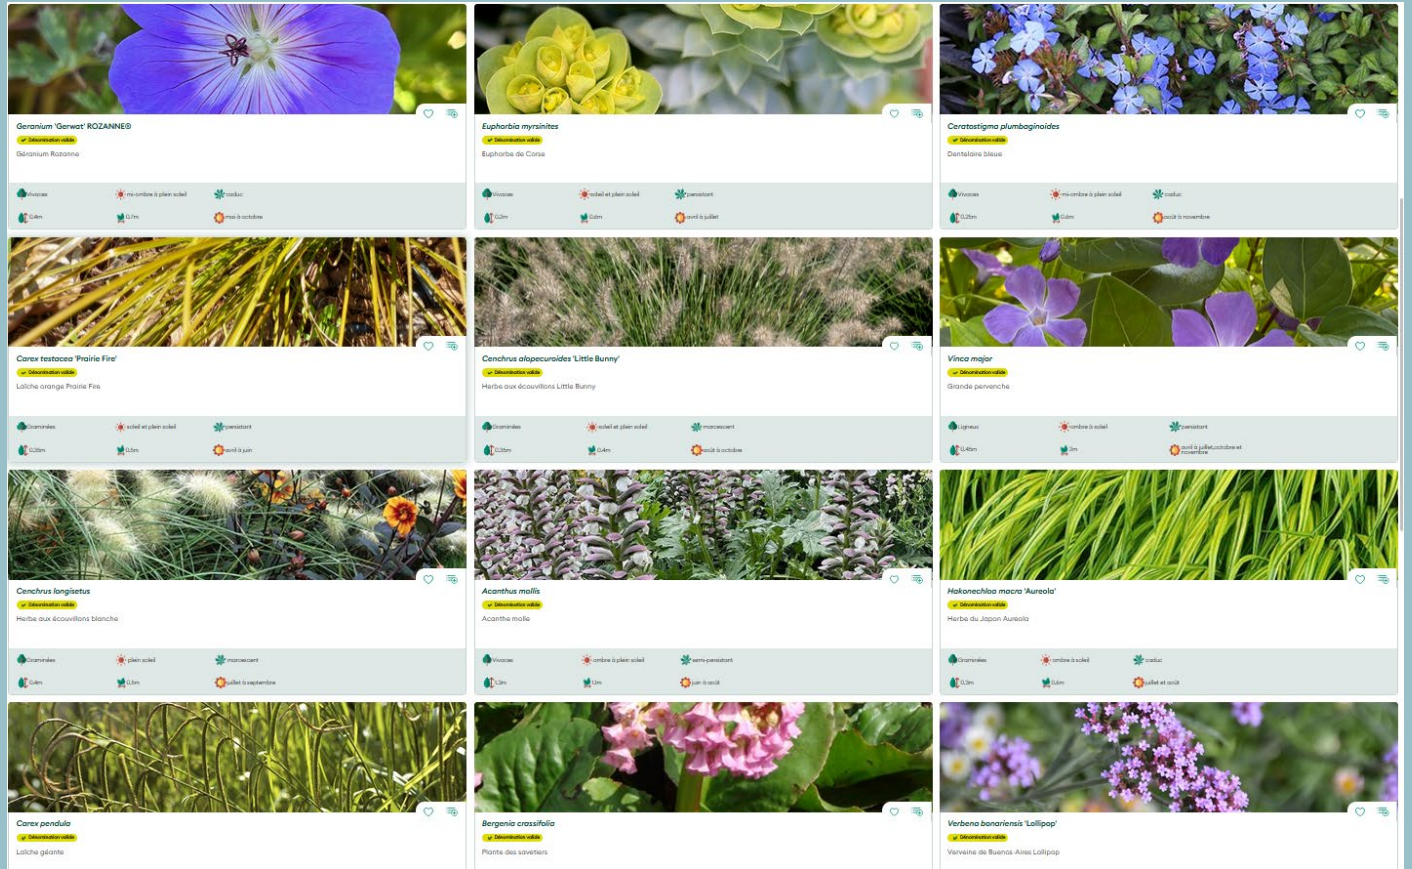 Geranium 'Gerwat' ROZANNE®
Dénomination valide
Géranium Rozanne
Vivaces
mi-ombre à plein soleil
caduc
0,4m
0,7m
mai à octobre
Euphorbia myrsinites
Dénomination valide
Euphorbe de Corse
Vivaces
soleil et plein soleil
persistant
0,2m
0,6m
avril à juillet
Ceratostigma plumbaginoides
Dénomination valide
Dentelaire bleue
Vivaces
mi-ombre à plein soleil
caduc
0,25m
0,6m
août à novembre
Carex testacea 'Prairie Fire'
Dénomination valide
Laîche orange Prairie Fire
Graminées
soleil et plein soleil
persistant
0,35m
0,5m
avril à juin
Cenchrus alopecuroides 'Little Bunny'
Dénomination valide
Herbe aux écouvillons Little Bunny
Graminées
soleil et plein soleil
marcescent
0,35m
0,4m
août à octobre
Vinca major
Dénomination valide
Grande pervenche
Ligneux
ombre à soleil
persistant
0,45m
3m
avril à juillet,octobre et
novembre
Cenchrus longisetus
Dénomination valide
Herbe aux écouvillons blanche
Graminées
plein soleil
marcescent
0,4m
0,5m
juillet à septembre
Acanthus mollis
Dénomination valide
Acanthe molle
Vivaces
ombre à plein soleil
semi-persistant
1,2m
juin à août
Hakonechloa macra 'Aureola'
Dénomination valide
Herbe du Japon Aureola
Graminées
ombre à soleil
caduc
0,3m
0,6m
juillet et août
Carex pendula
Dénomination valide
Laîche géante
Bergenia crassifolia
Dénomination valide
Plante des savetiers
Verbena bonariensis 'Lollipop'
Dénomination valide
Verveine de Buenos-Aires Lollipop